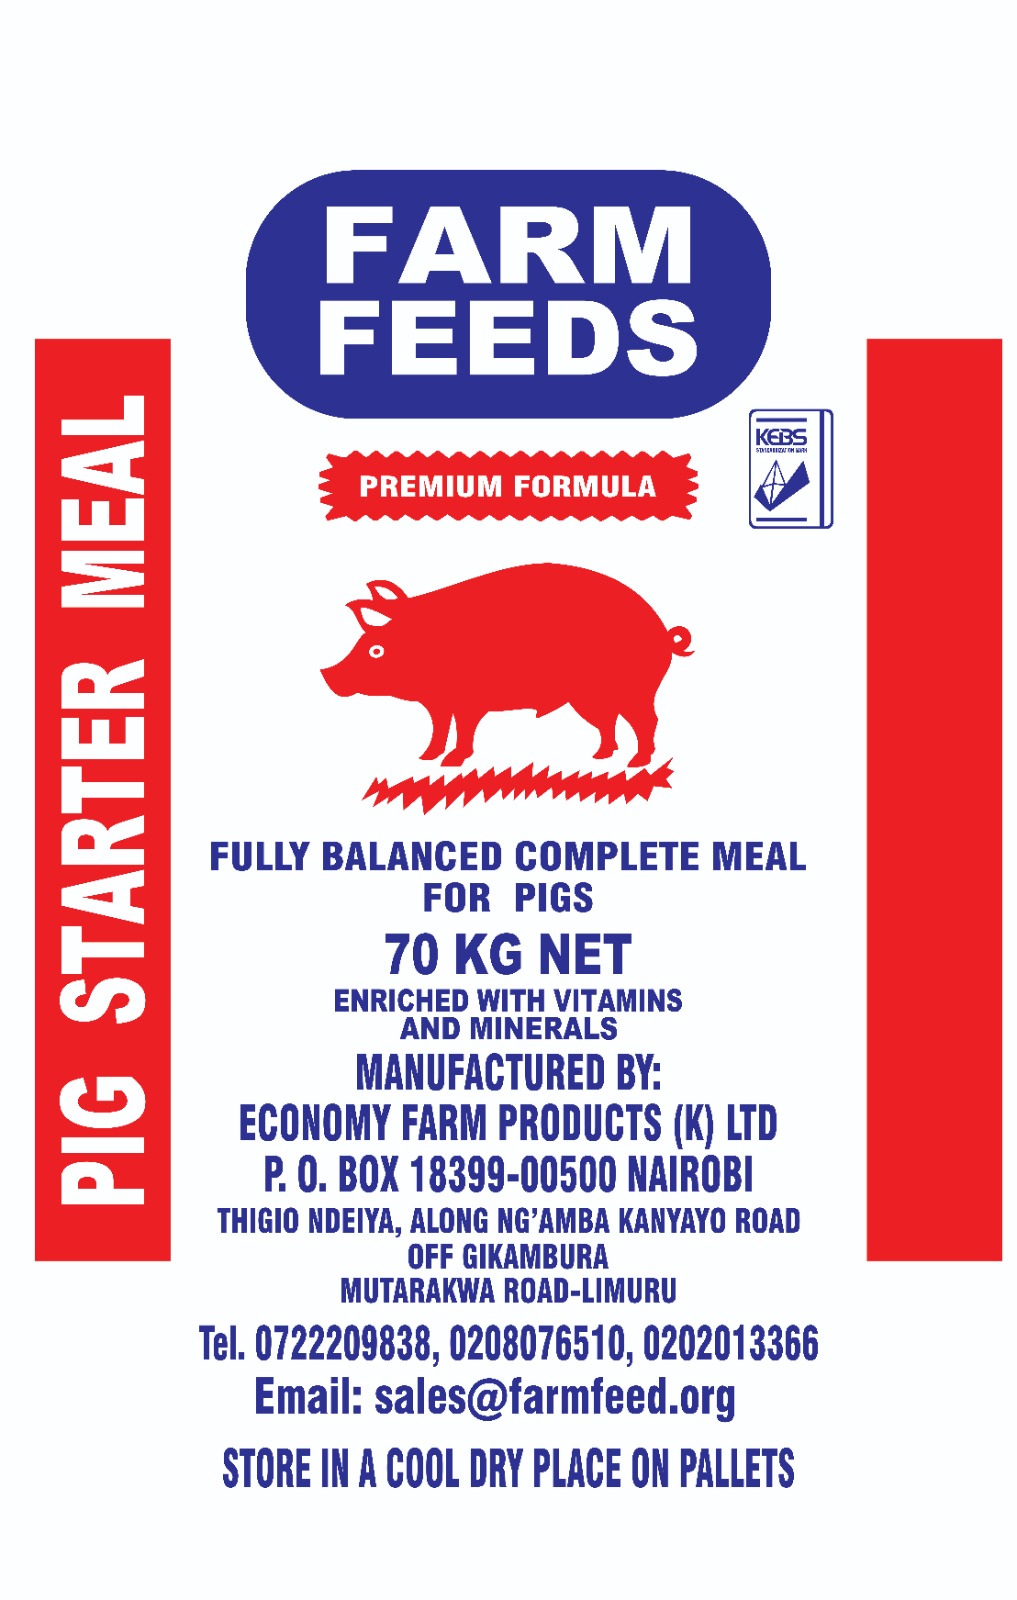 FARM
FEEDS
KEBS
STANDARDIZATION MARK
PREMIUM FORMULA
PIG STARTER MEAL
FULLY BALANCED COMPLETE MEAL
FOR PIGS
70 KG NET
ENRICHED WITH VITAMINS
AND MINERALS
MANUFACTURED BY:
ECONOMY FARM PRODUCTS (K) LTD
P. O. BOX 18399-00500 NAIROBI
THIGIO NDEIYA, ALONG NG'AMBA KANYAYO ROAD
OFF GIKAMBURA
MUTARAKWA ROAD-LIMURU
Tel. 0722209838, 0208076510, 0202013366
Email: sales@farmfeed.org
STORE IN A COOL DRY PLACE ON PALLETS